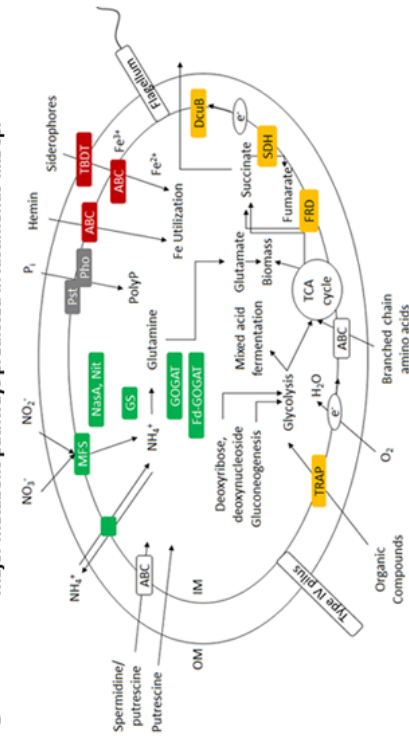 Flagellum
Siderophores
TBDT
Hemin
ABC
ABC
Fe³⁺
Fe²⁺
Fe Utilization
Pᵢ
Pst
Pho
PolyP
NO₂⁻
NO₃⁻
MFS
NasA, Nit
GS
NH₄⁺
Glutamine
GOGAT
Fd-GOGAT
NH₄⁺
Spermidine/
putrescine
Putrescine
ABC
OM
IM
Type IV pilus
DcuB
e⁻
SDH
Succinate
Fumarate
FRD
Glutamate
Biomass
TCA
cycle
Mixed acid
fermentation
Glycolysis
Deoxyribose,
deoxynucleoside
Gluconeogenesis
H₂O
e⁻
ABC
TRAP
Branched chain
amino acids
O₂
Organic
Compounds